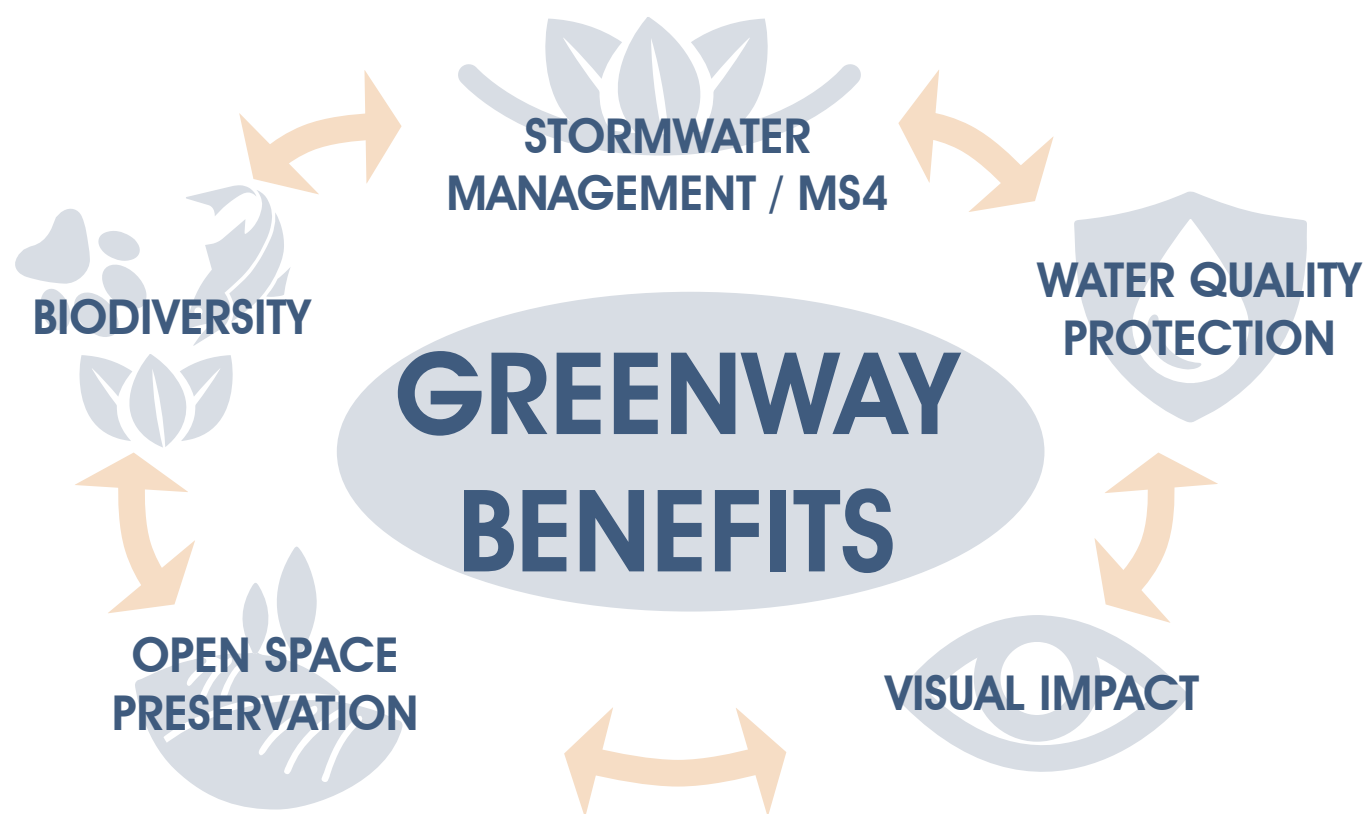 STORMWATER
MANAGEMENT / MS4
WATER QUALITY
PROTECTION
BIODIVERSITY
GREENWAY
BENEFITS
OPEN SPACE
PRESERVATION
VISUAL IMPACT